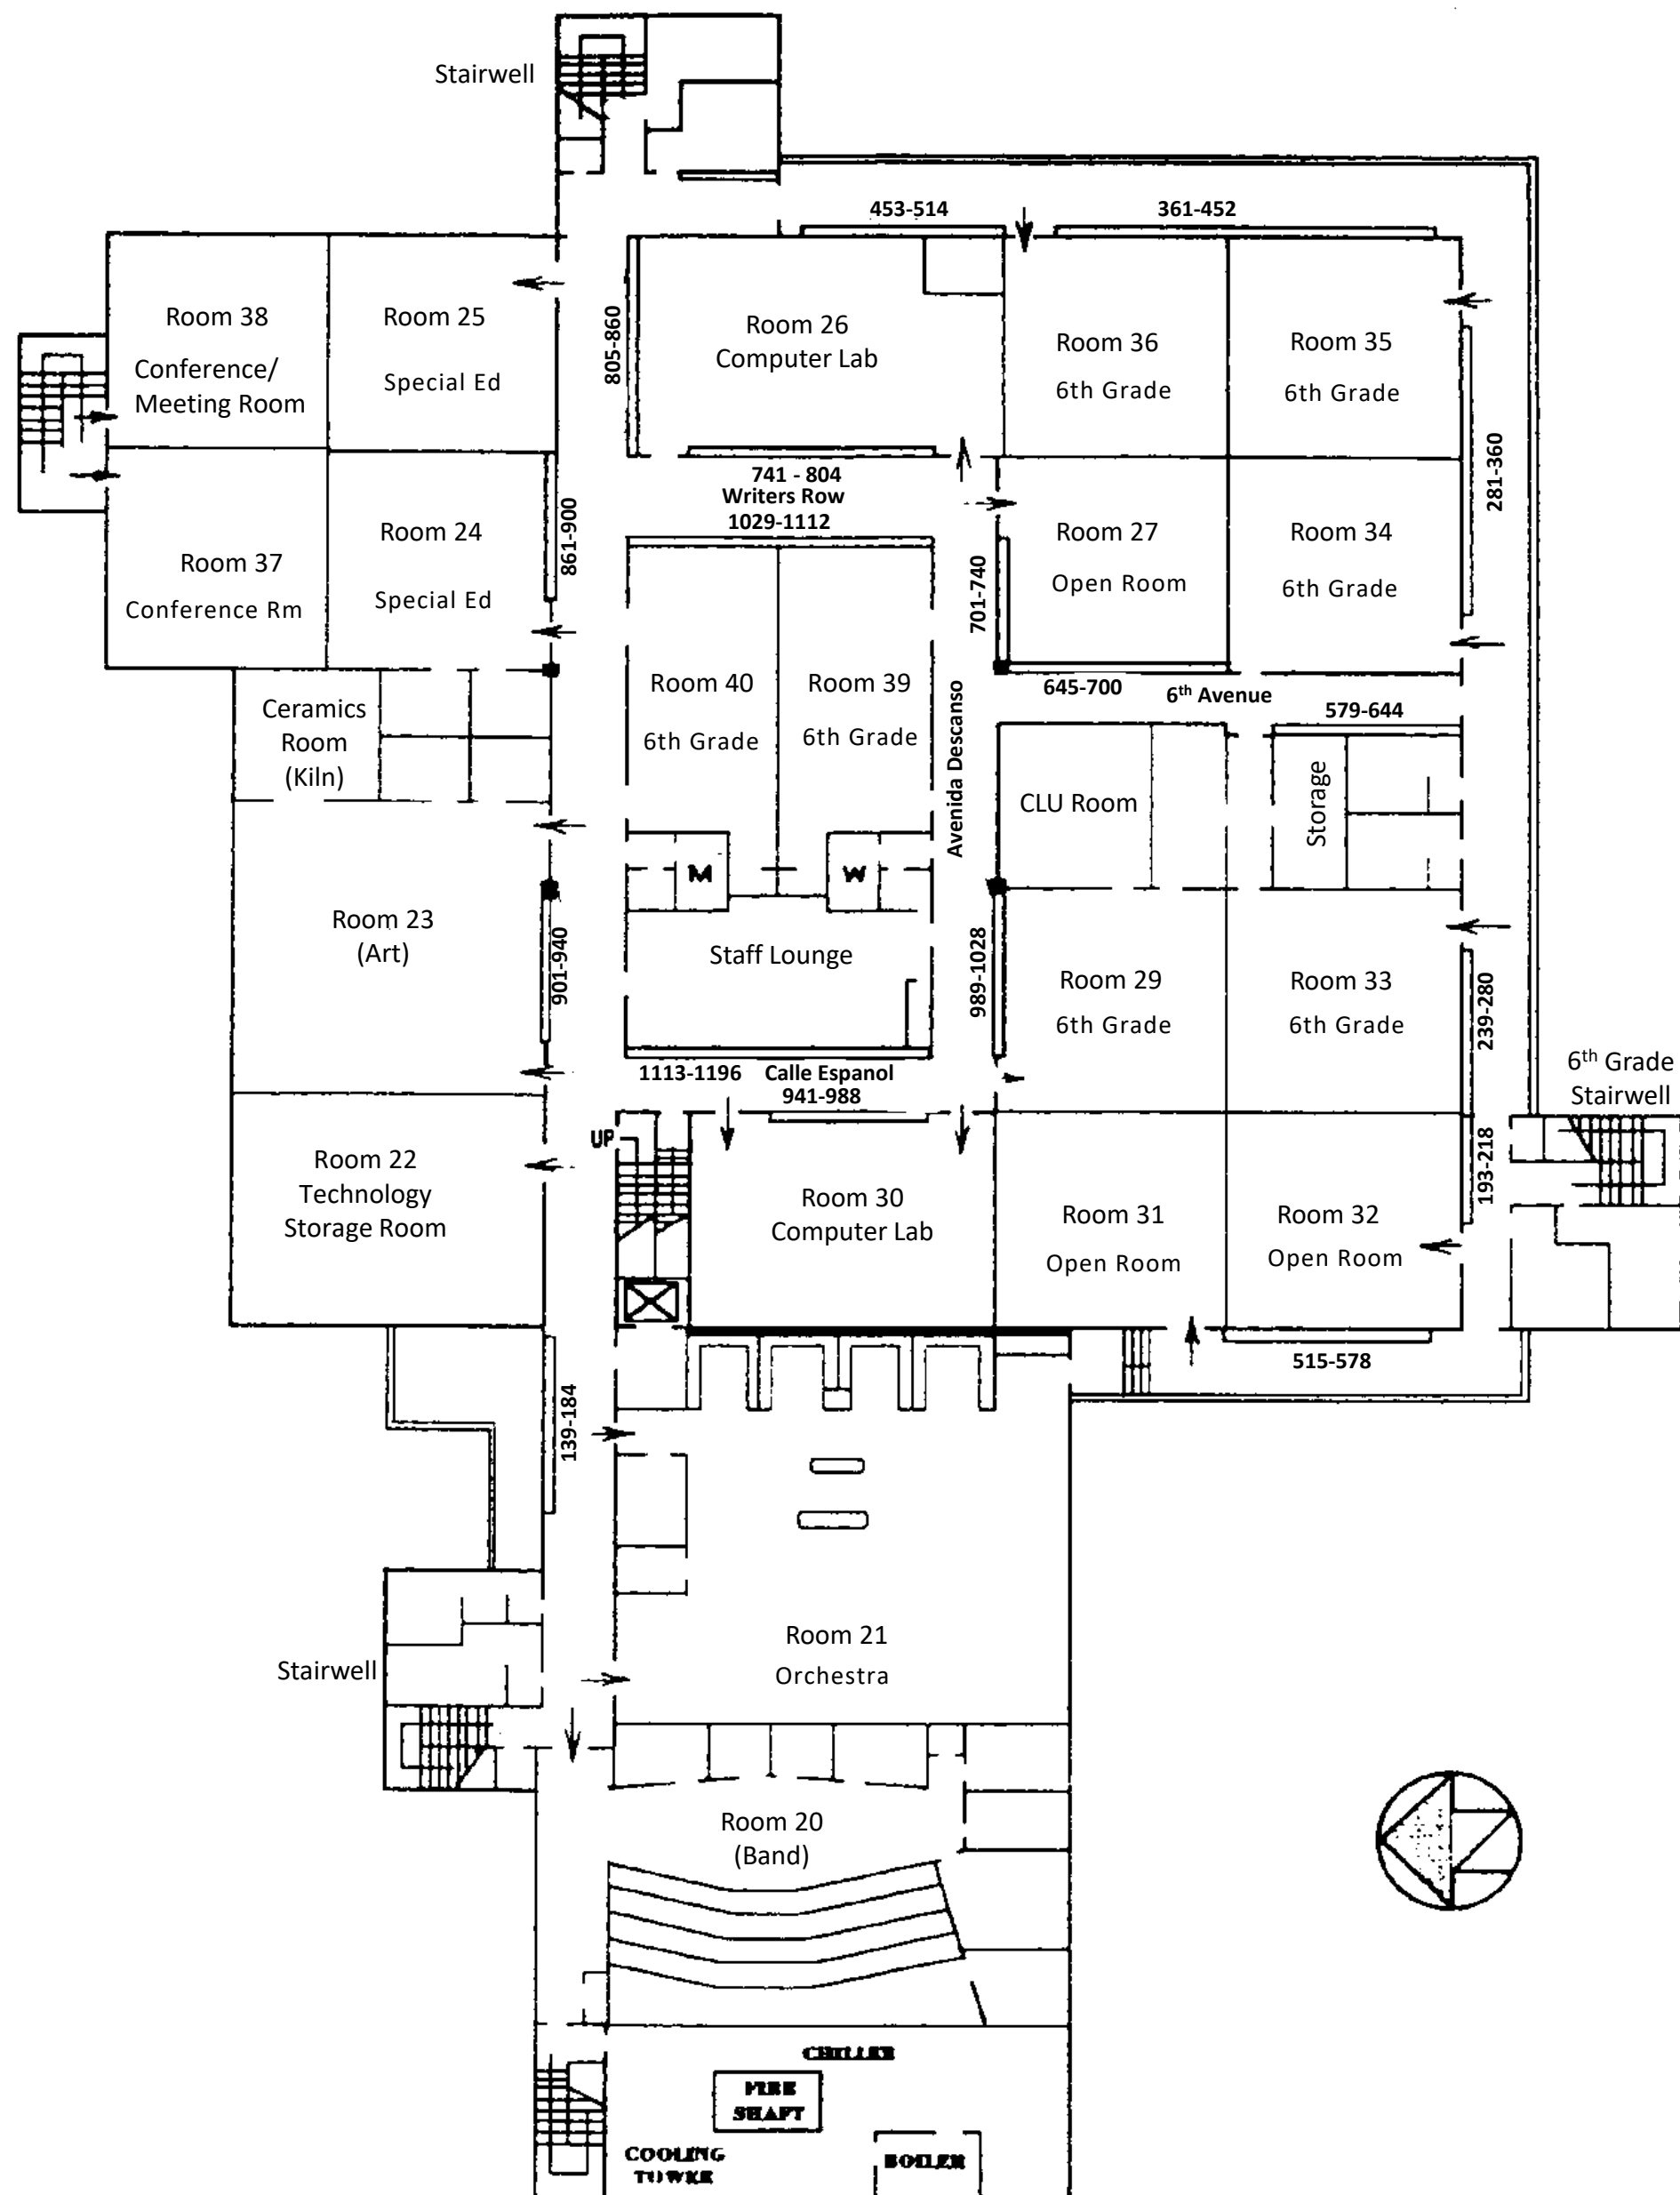 Stairwell
453-514
361-452
Room 38
Conference/
Meeting Room
Room 25
Special Ed
805-860
Room 26
Computer Lab
Room 36
6th Grade
Room 35
6th Grade
281-360
741 - 804
Writers Row
1029-1112
Room 37
Conference Rm
Room 24
Special Ed
861-900
Room 27
Open Room
701-740
Room 34
6th Grade
Room 40
6th Grade
Room 39
6th Grade
Avenida Descanso
645-700
6th Avenue
579-644
Ceramics
Room
(Kiln)
CLU Room
Storage
M
W
Room 23
(Art)
901-940
Staff Lounge
989-1028
Room 29
6th Grade
Room 33
6th Grade
239-280
6th Grade
Stairwell
1113-1196
Calle Espanol
941-988
UP
Room 22
Technology
Storage Room
Room 30
Computer Lab
Room 31
Open Room
Room 32
Open Room
193-218
515-578
139-184
Room 21
Orchestra
Stairwell
Room 20
(Band)
CHILLER
FIRE
SHAFT
COOLING
TOWER
BOILER